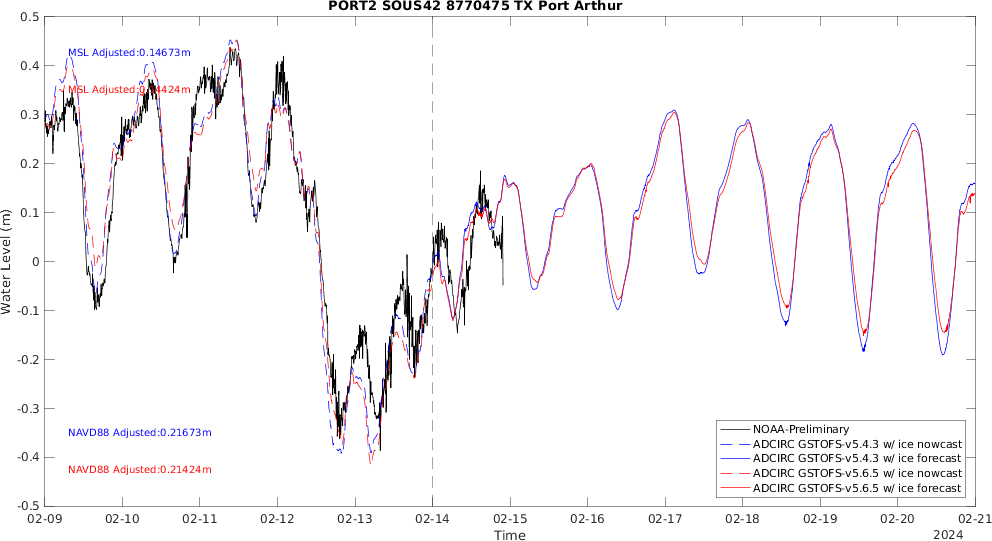 PORT2 SOUS42 8770475 TX Port Arthur
0.5
0.4
0.3
0.2
0.1
0
-0.1
-0.2
-0.3
-0.4
-0.5
Water Level (m)
MSL Adjusted:0.14673m
MSL Adjusted:0.14424m
NAVD88 Adjusted:0.21673m
NAVD88 Adjusted:0.21424m
NOAA-Preliminary
ADCIRC GSTOFS-v5.4.3 w/ ice nowcast
ADCIRC GSTOFS-v5.4.3 w/ ice forecast
ADCIRC GSTOFS-v5.6.5 w/ ice nowcast
ADCIRC GSTOFS-v5.6.5 w/ ice forecast
02-09 02-10 02-11 02-12 02-13 02-14 02-15 02-16 02-17 02-18 02-19 02-20 02-21
Time
2024